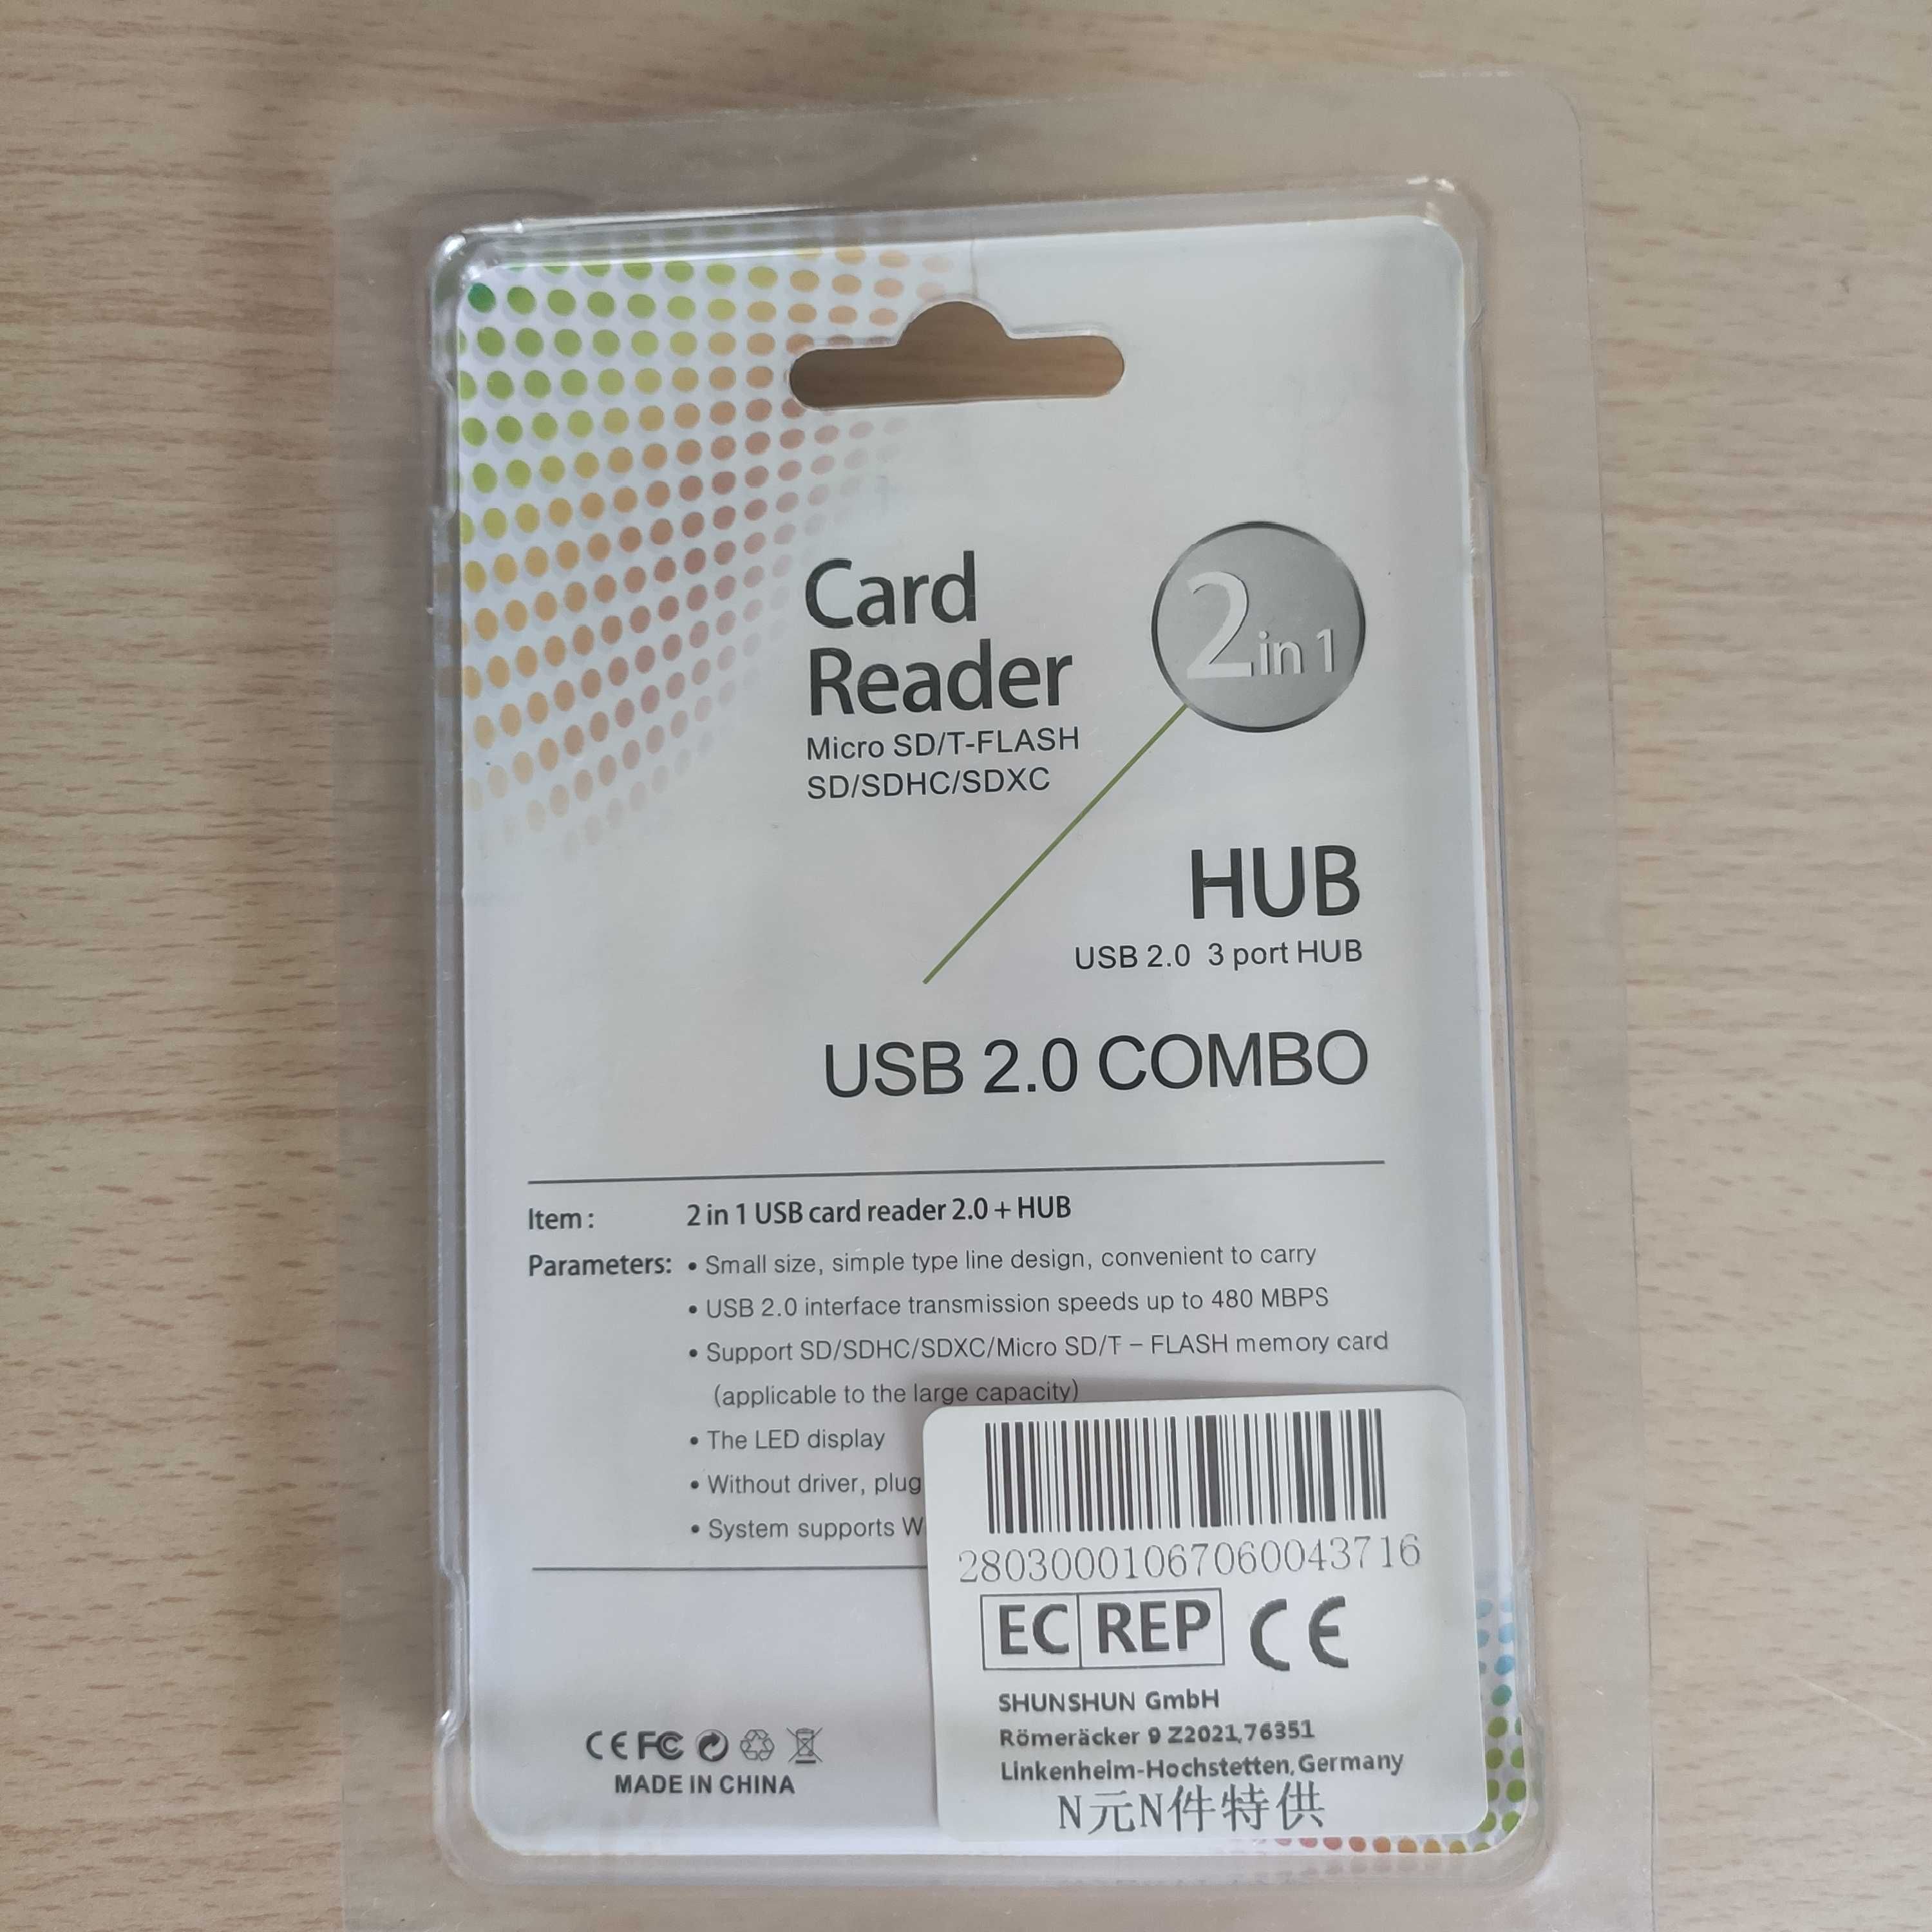 Card
Reader
Micro SD/T-FLASH
SD/SDHC/SDXC
2 in 1
HUB
USB 2.0 3 port HUB
USB 2.0 COMBO
Item : 2 in 1 USB card reader 2.0 + HUB
Parameters: • Small size, simple type line design, convenient to carry
• USB 2.0 interface transmission speeds up to 480 MBPS
• Support SD/SDHC/SDXC/Micro SD/T – FLASH memory card
(applicable to the large capacity)
• The LED display
• Without driver, plug
• System supports W
28030001067060043716
EC REP CE
SHUNSHUN GmbH
Römeräcker 9 Z2021,76351
Linkenheim-Hochstetten,Germany
N元N件特供
CE FC
MADE IN CHINA